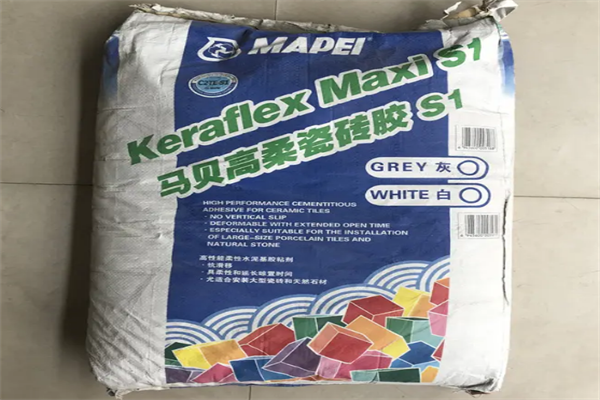 MAPEI
C2TE-S1
Keraflex Maxi S1
马贝高柔瓷砖胶 S1
GREY 灰
WHITE 白
HIGH PERFORMANCE CEMENTITIOUS
ADHESIVE FOR CERAMIC TILES
- NO VERTICAL SLIP
- DEFORMABLE WITH EXTENDED OPEN TIME
- ESPECIALLY SUITABLE FOR THE INSTALLATION
OF LARGE-SIZE PORCELAIN TILES AND
NATURAL STONE
高性能柔性水泥基胶粘剂
- 抗滑移
- 具柔性和延长晾置时间
- 尤适合安装大型瓷砖和天然石材